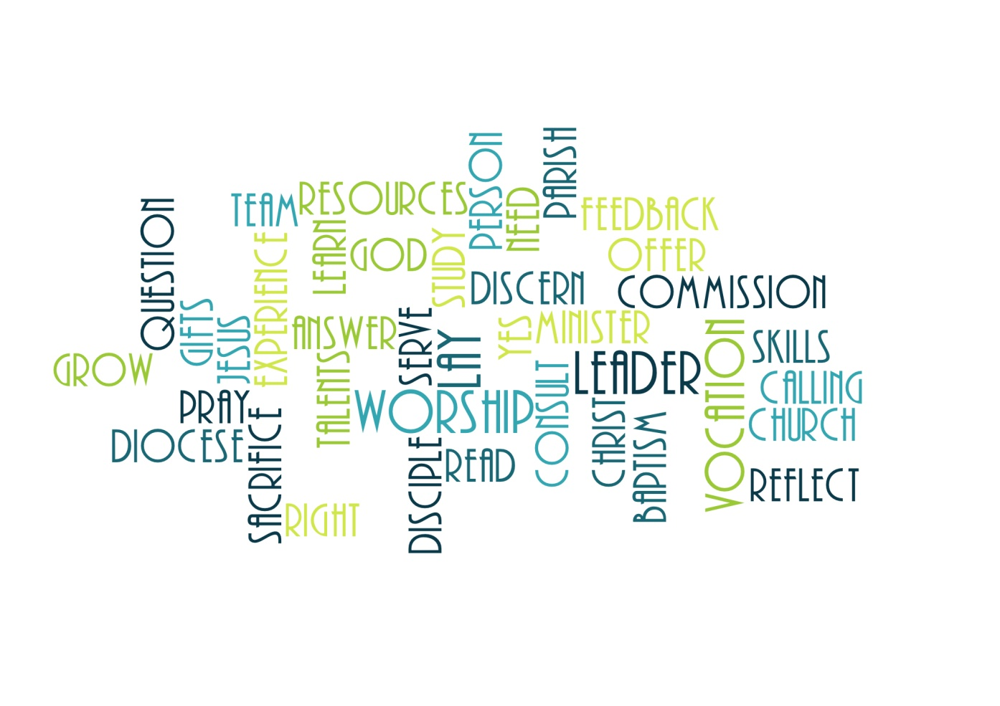 PARISH
PERSON
RESOURCES
TEAM
NEED
FEEDBACK
QUESTION
LEARN
GOD
STUDY
OFFER
EXPERIENCE
DISCERN
COMMISSION
GIFTS
JESUS
ANSWER
SERVE
YES
MINISTER
LAY
SKILLS
VOCATION
GROW
TALENTS
LEADER
CALLING
PRAY
WORSHIP
CONSULT
CHURCH
DIOCESE
SACRIFICE
READ
CHRIST
BAPTISM
DISCIPLE
REFLECT
RIGHT